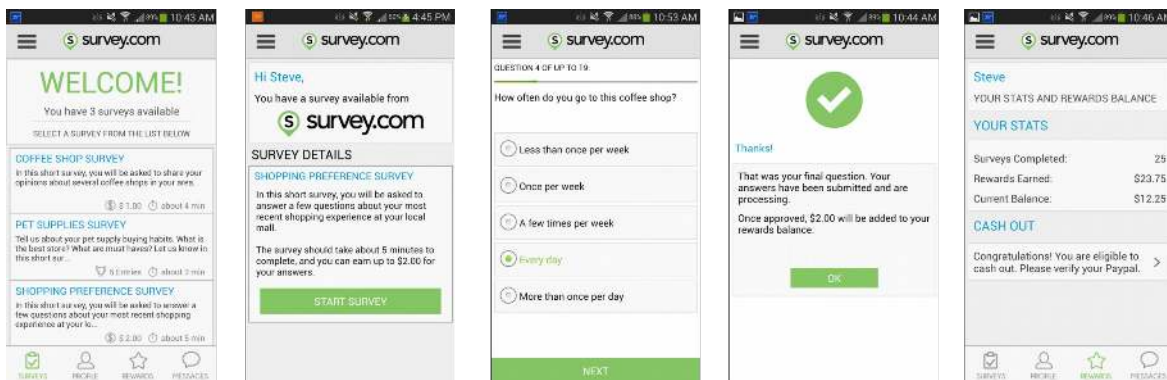 10:43 AM
survey.com
WELCOME!
You have 3 surveys available
SELECT A SURVEY FROM THE LIST BELOW
COFFEE SHOP SURVEY
In this short survey, you will be asked to share your
opinions about several coffee shops in your area.
$ 1.00 about 4 min
PET SUPPLIES SURVEY
Tell us about your pet supply buying habits. What is
the best store? What are must haves? Let us know in
this short sur...
5 Entries about 2 min
SHOPPING PREFERENCE SURVEY
In this short survey, you will be asked to answer a
few questions about your most recent shopping
experience at your lo...
$ 2.00 about 5 min
SURVEYS PROFILE REWARDS MESSAGES
4:45 PM
survey.com
Hi Steve,
You have a survey available from
survey.com
SURVEY DETAILS
SHOPPING PREFERENCE SURVEY
In this short survey, you will be asked to
answer a few questions about your most
recent shopping experience at your local
mall.
The survey should take about 5 minutes to
complete, and you can earn up to $2.00 for
your answers.
START SURVEY
10:53 AM
survey.com
QUESTION 4 OF UP TO 19
How often do you go to this coffee shop?
Less than once per week
Once per week
A few times per week
Every day
More than once per day
NEXT
10:44 AM
survey.com
Thanks!
That was your final question. Your
answers have been submitted and are
processing.
Once approved, $2.00 will be added to your
rewards balance.
OK
10:46 AM
survey.com
Steve
YOUR STATS AND REWARDS BALANCE
YOUR STATS
Surveys Completed: 25
Rewards Earned: $23.75
Current Balance: $12.25
CASH OUT
Congratulations! You are eligible to
cash out. Please verify your Paypal.
SURVEYS PROFILE REWARDS MESSAGES